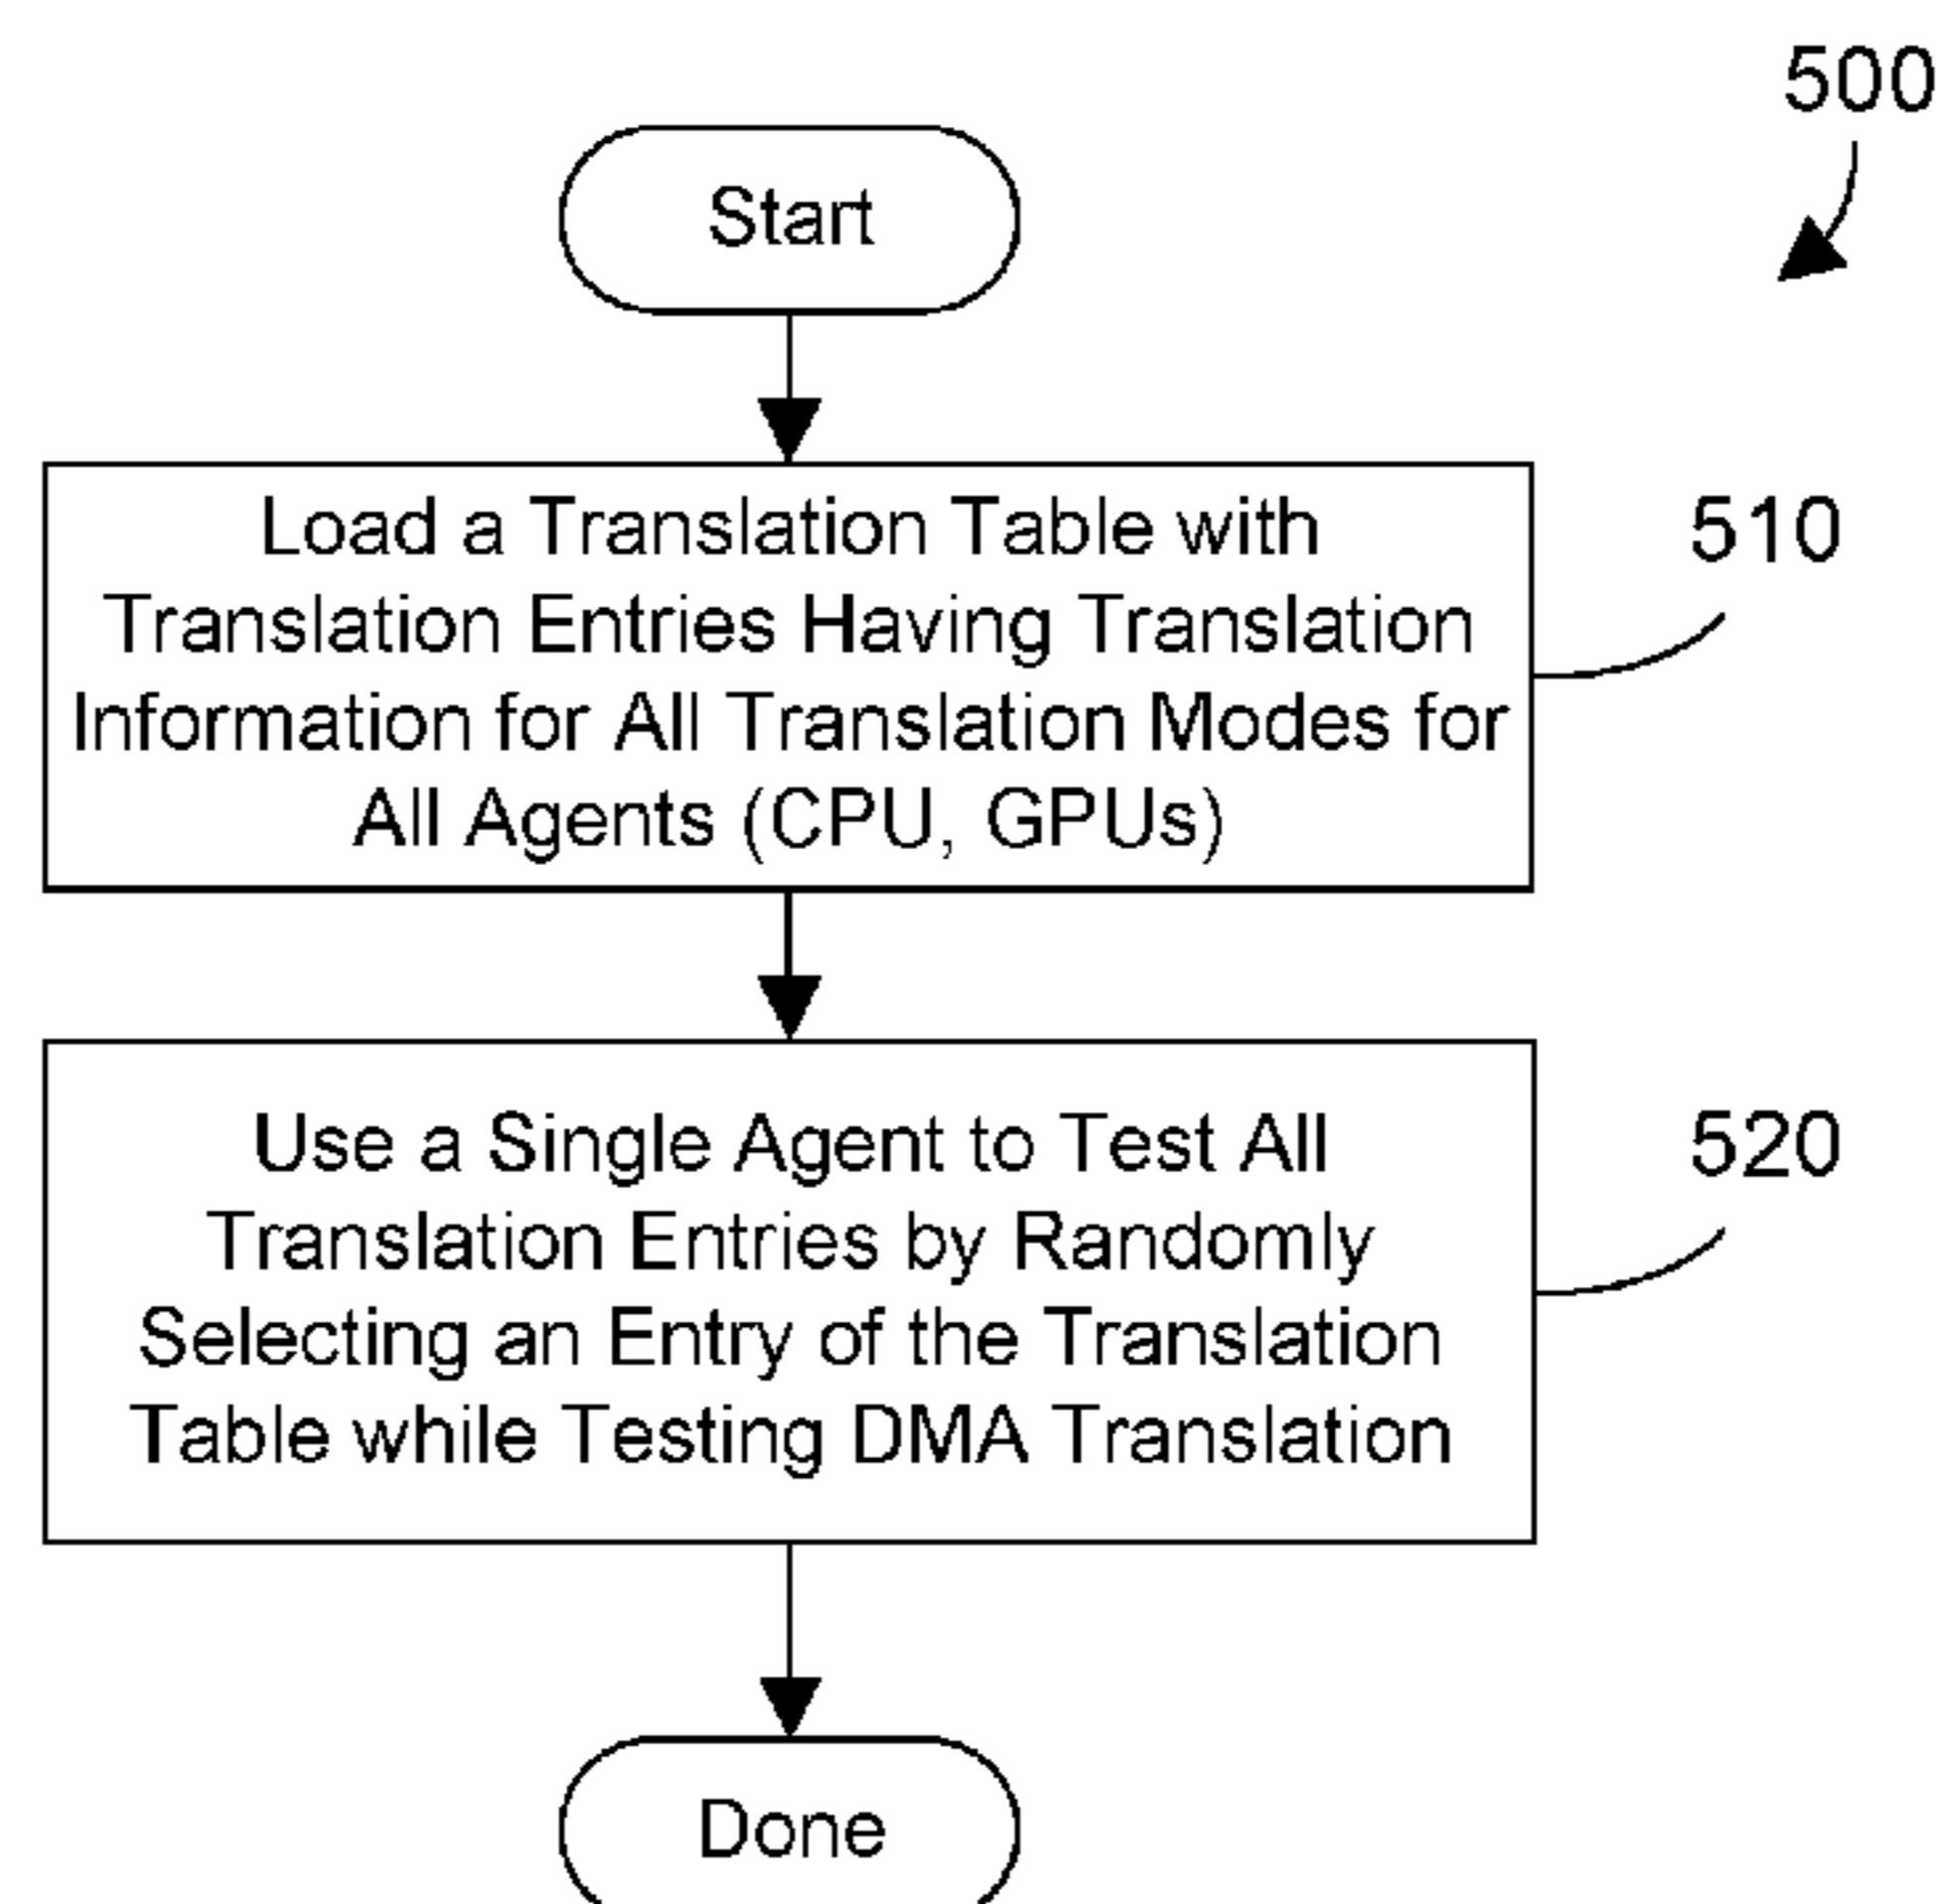 500
Start
Load a Translation Table with
Translation Entries Having Translation
Information for All Translation Modes for
All Agents (CPU, GPUs)
510
Use a Single Agent to Test All
Translation Entries by Randomly
Selecting an Entry of the Translation
Table while Testing DMA Translation
520
Done